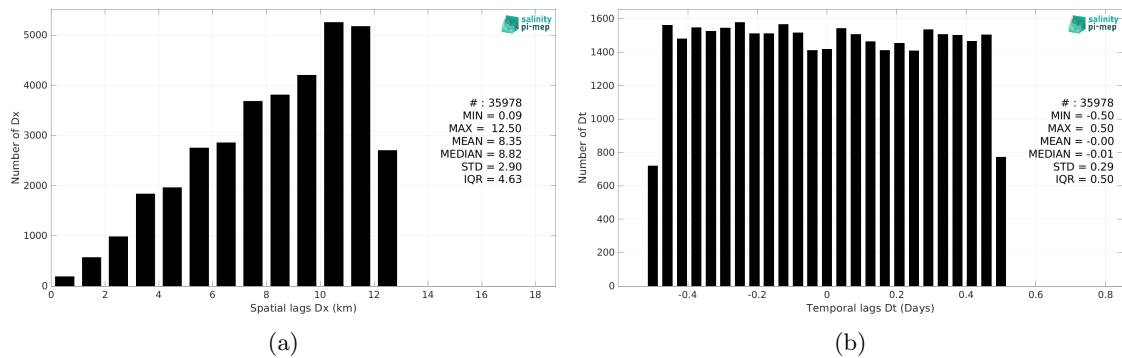 salinity
pi-mep
5000
4000
3000
2000
1000
0
Number of Dx
# : 35978
MIN = 0.09
MAX = 12.50
MEAN = 8.35
MEDIAN = 8.82
STD = 2.90
IQR = 4.63
0 2 4 6 8 10 12 14 16 18
Spatial lags Dx (km)
(a)
salinity
pi-mep
1600
1400
1200
1000
800
600
400
200
0
Number of Dt
# : 35978
MIN = -0.50
MAX = 0.50
MEAN = -0.00
MEDIAN = -0.01
STD = 0.29
IQR = 0.50
-0.4 -0.2 0 0.2 0.4 0.6 0.8
Temporal lags Dt (Days)
(b)